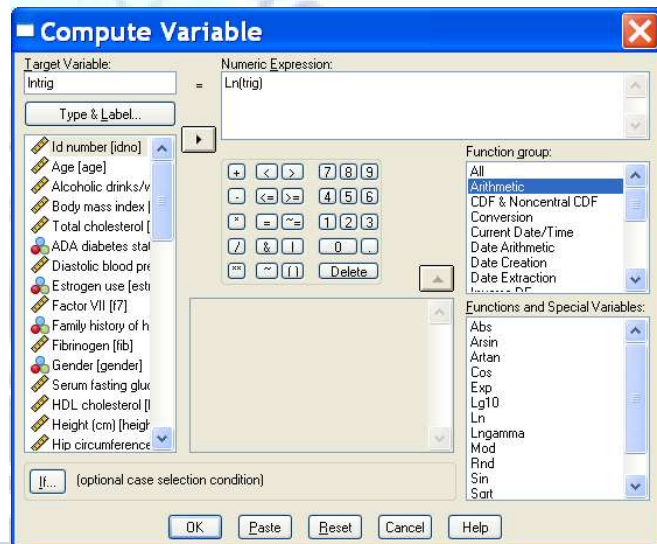 Compute Variable
Target Variable:
lntrig
=
Numeric Expression:
Ln(trig)
Type & Label...
Id number [idno]
Age [age]
Alcoholic drinks/w
Body mass index [
Total cholesterol [
ADA diabetes stat
Diastolic blood pre
Estrogen use [estr
Factor VII [f7]
Family history of h
Fibrinogen [fib]
Gender [gender]
Serum fasting gluc
HDL cholesterol [l
Height (cm) [heigh
Hip circumference
+ < > 7 8 9
- <= >= 4 5 6
* = ~= 1 2 3
/ & | 0 .
** ~ () Delete
Function group:
All
Arithmetic
CDF & Noncentral CDF
Conversion
Current Date/Time
Date Arithmetic
Date Creation
Date Extraction
Inverse DF
Functions and Special Variables:
Abs
Arsin
Artan
Cos
Exp
Lg10
Ln
Lngamma
Mod
Rnd
Sin
Sqrt
If...
(optional case selection condition)
OK
Paste
Reset
Cancel
Help